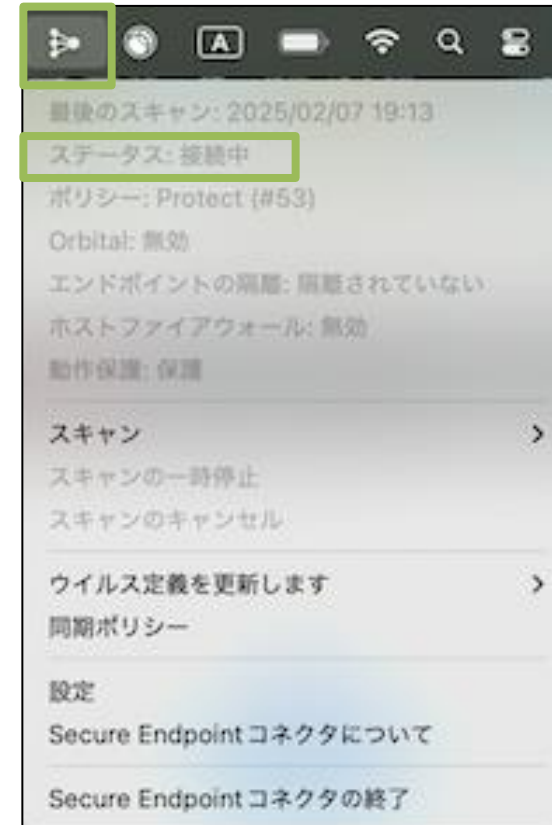 A
最後のスキャン: 2025/02/07 19:13
ステータス: 接続中
ポリシー: Protect (#53)
Orbital: 無効
エンドポイントの隔離: 隔離されていない
ホストファイアウォール: 無効
動作保護: 保護
スキャン
スキャンの一時停止
スキャンのキャンセル
ウイルス定義を更新します
同期ポリシー
設定
Secure Endpoint コネクタについて
Secure Endpoint コネクタの終了